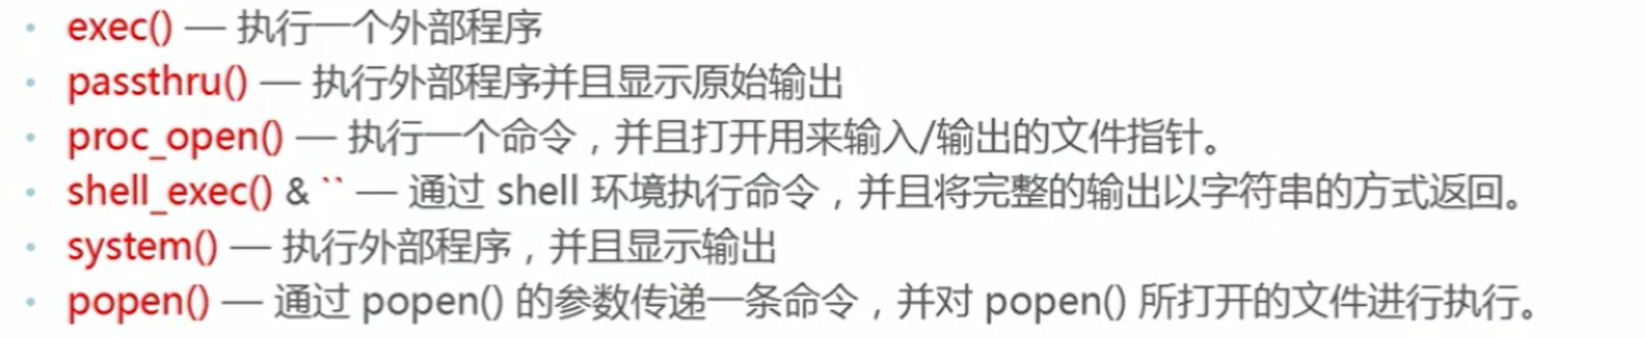 • exec() — 执行一个外部程序
• passthru() — 执行外部程序并且显示原始输出
• proc_open() — 执行一个命令，并且打开用来输入/输出的文件指针。
• shell_exec() & `` — 通过 shell 环境执行命令，并且将完整的输出以字符串的方式返回。
• system() — 执行外部程序，并且显示输出
• popen() — 通过 popen() 的参数传递一条命令，并对 popen() 所打开的文件进行执行。